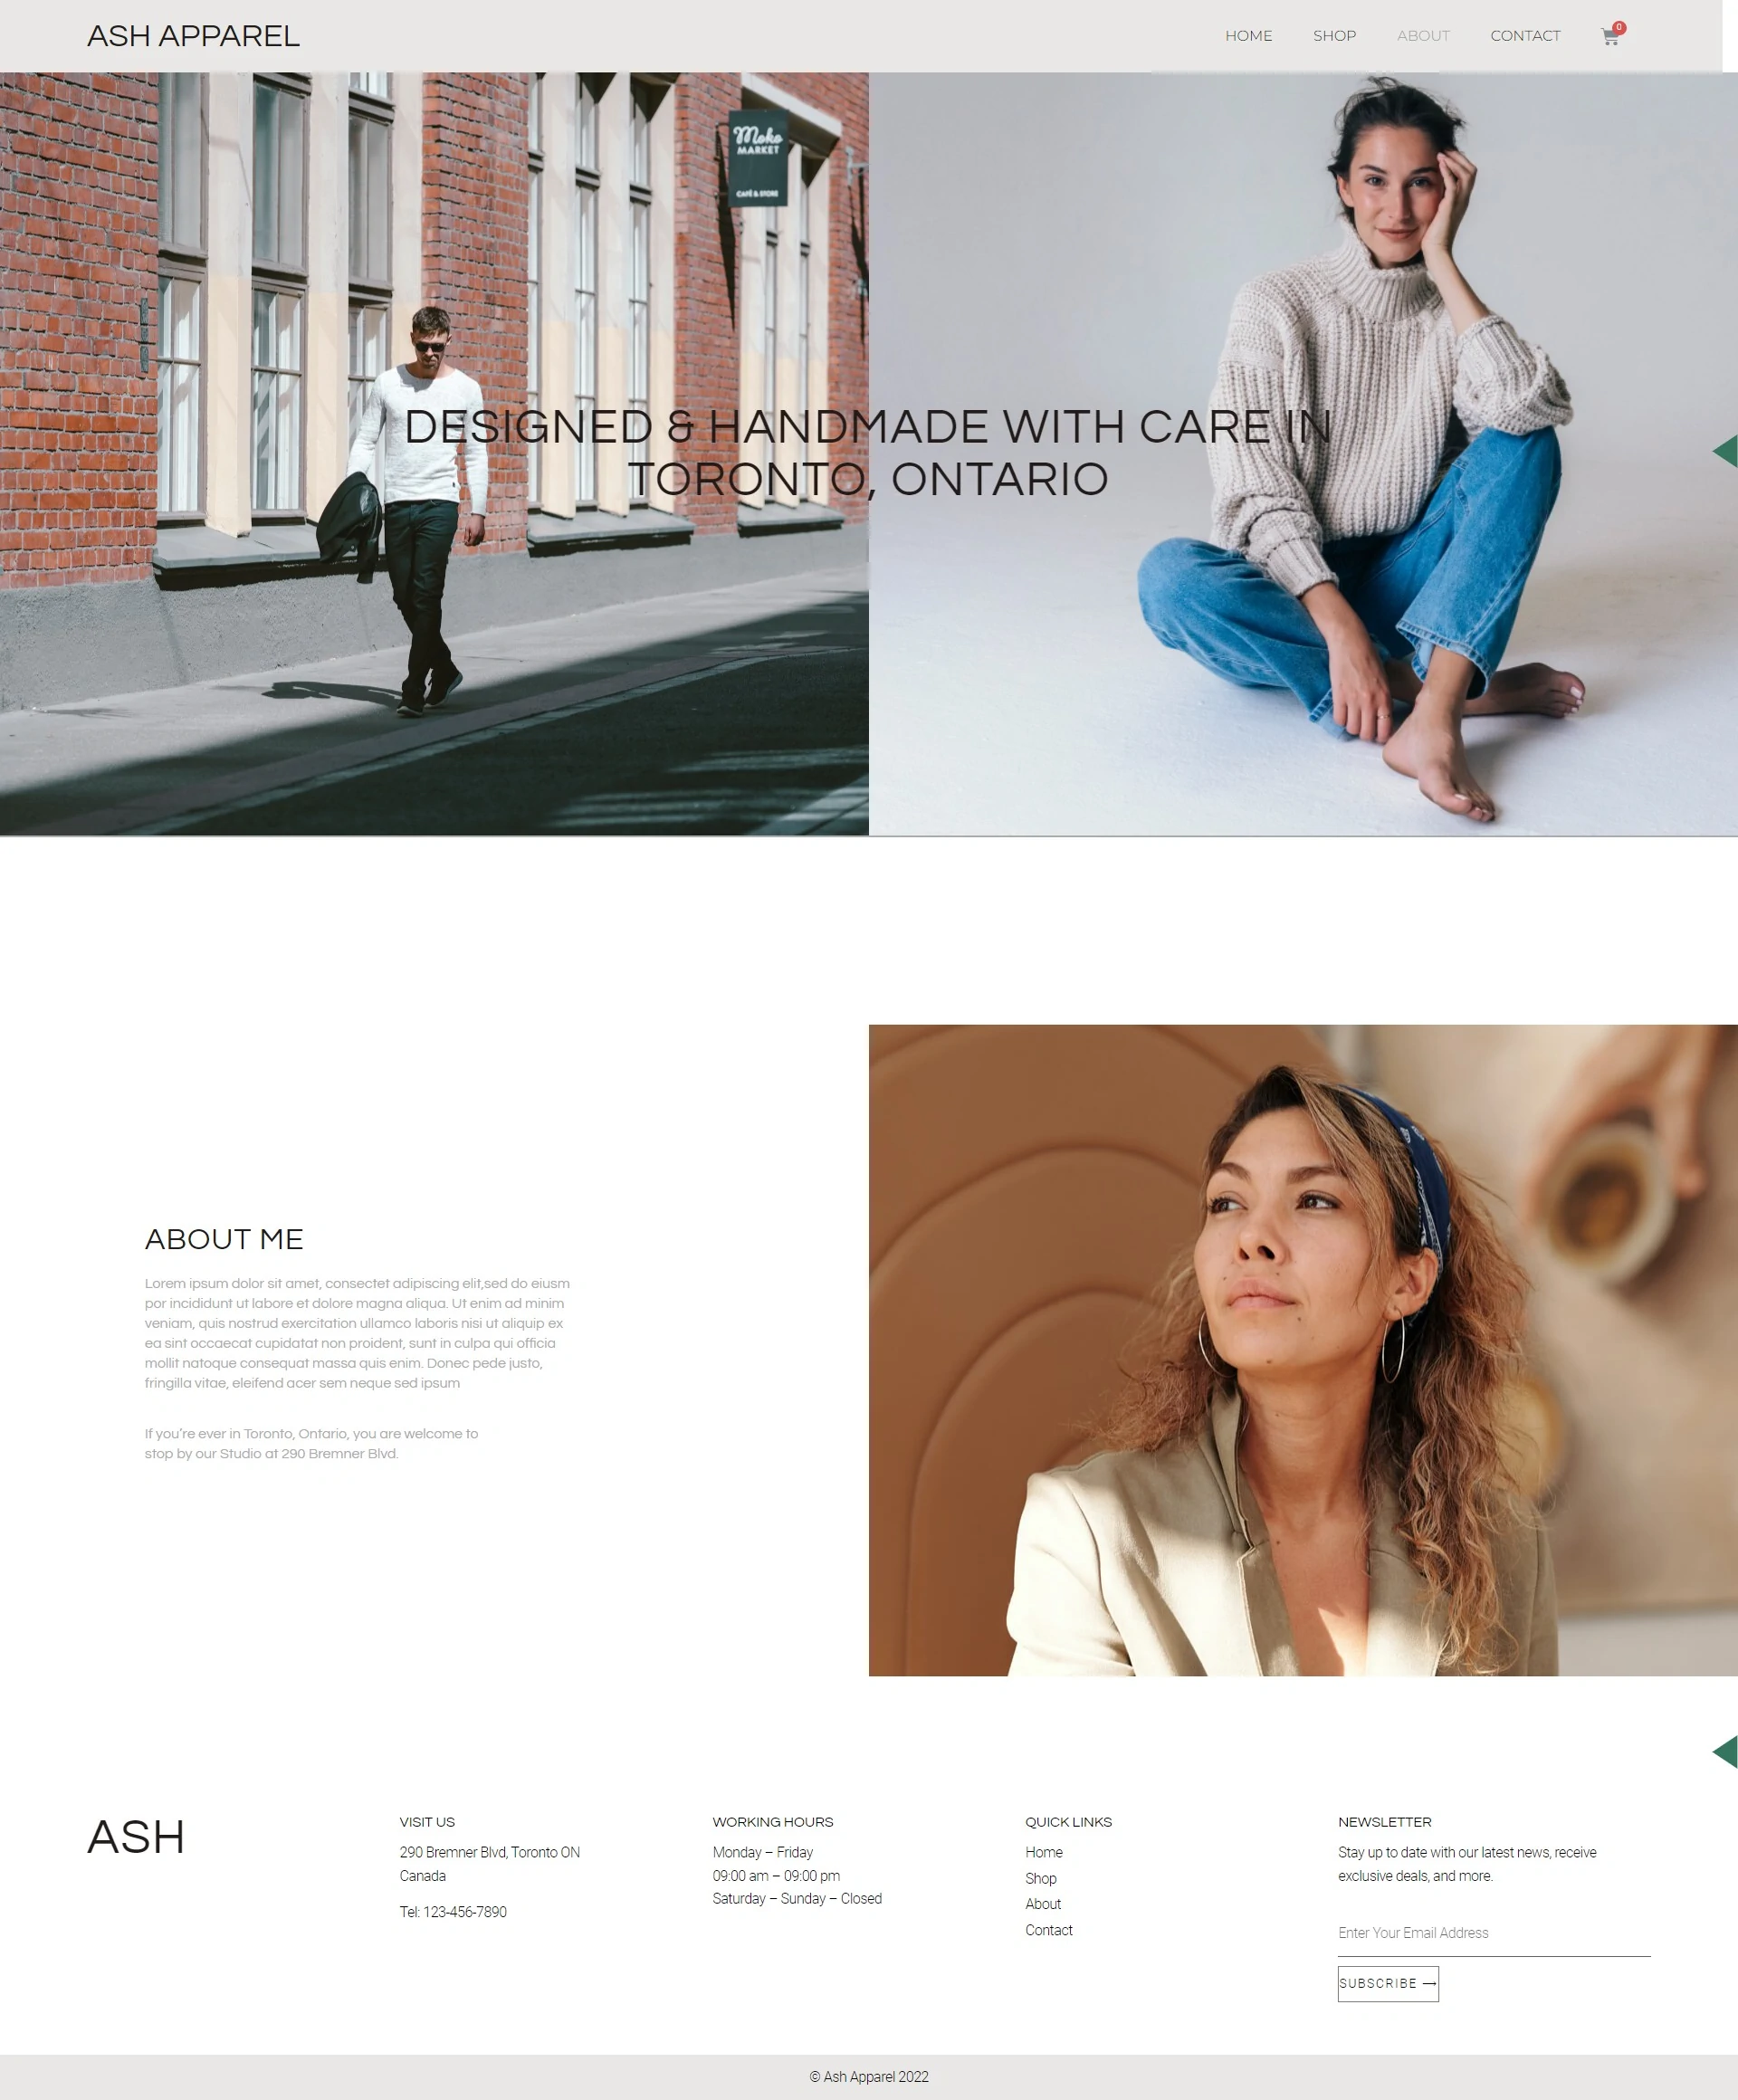 ASH APPAREL
HOME SHOP ABOUT CONTACT 0
Moko
MARKET
CAFÉ & STORE
DESIGNED & HANDMADE WITH CARE IN
TORONTO, ONTARIO
ABOUT ME
Lorem ipsum dolor sit amet, consectet adipiscing elit,sed do eiusm
por incididunt ut labore et dolore magna aliqua. Ut enim ad minim
veniam, quis nostrud exercitation ullamco laboris nisi ut aliquip ex
ea sint occaecat cupidatat non proident, sunt in culpa qui officia
mollit natoque consequat massa quis enim. Donec pede justo,
fringilla vitae, eleifend acer sem neque sed ipsum
If you’re ever in Toronto, Ontario, you are welcome to
stop by our Studio at 290 Bremner Blvd.
ASH
VISIT US
290 Bremner Blvd, Toronto ON
Canada
Tel: 123-456-7890
WORKING HOURS
Monday – Friday
09:00 am – 09:00 pm
Saturday – Sunday – Closed
QUICK LINKS
Home
Shop
About
Contact
NEWSLETTER
Stay up to date with our latest news, receive
exclusive deals, and more.
Enter Your Email Address
SUBSCRIBE ⟶
© Ash Apparel 2022